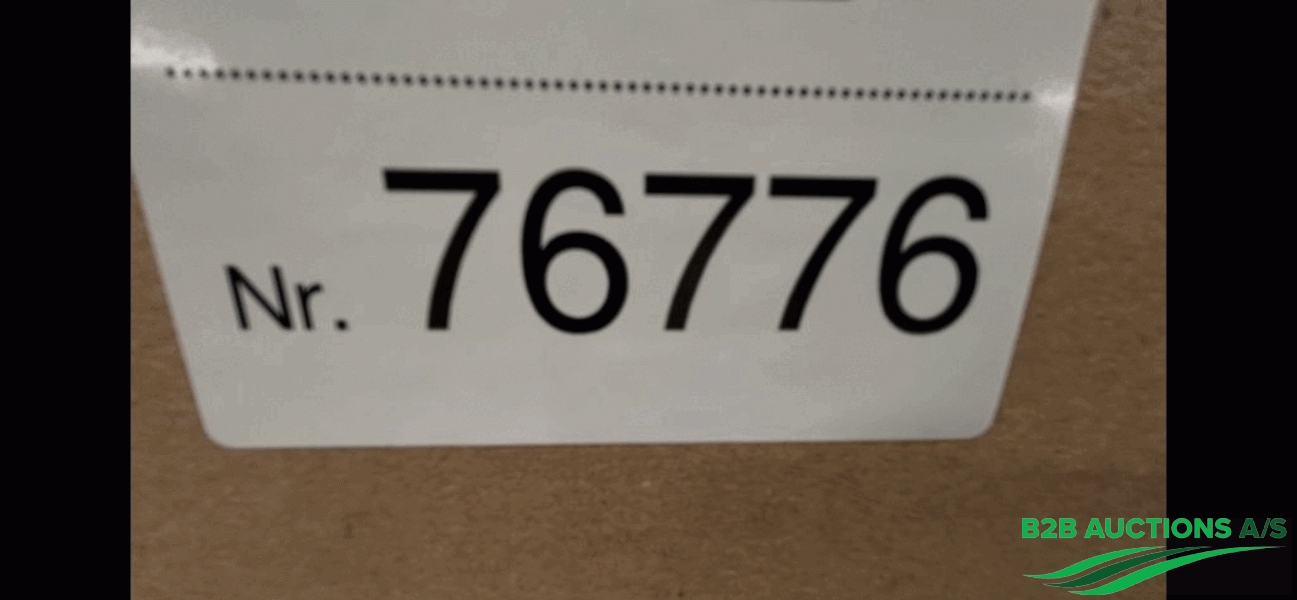 Nr. 76776
B2B AUCTIONS A/S